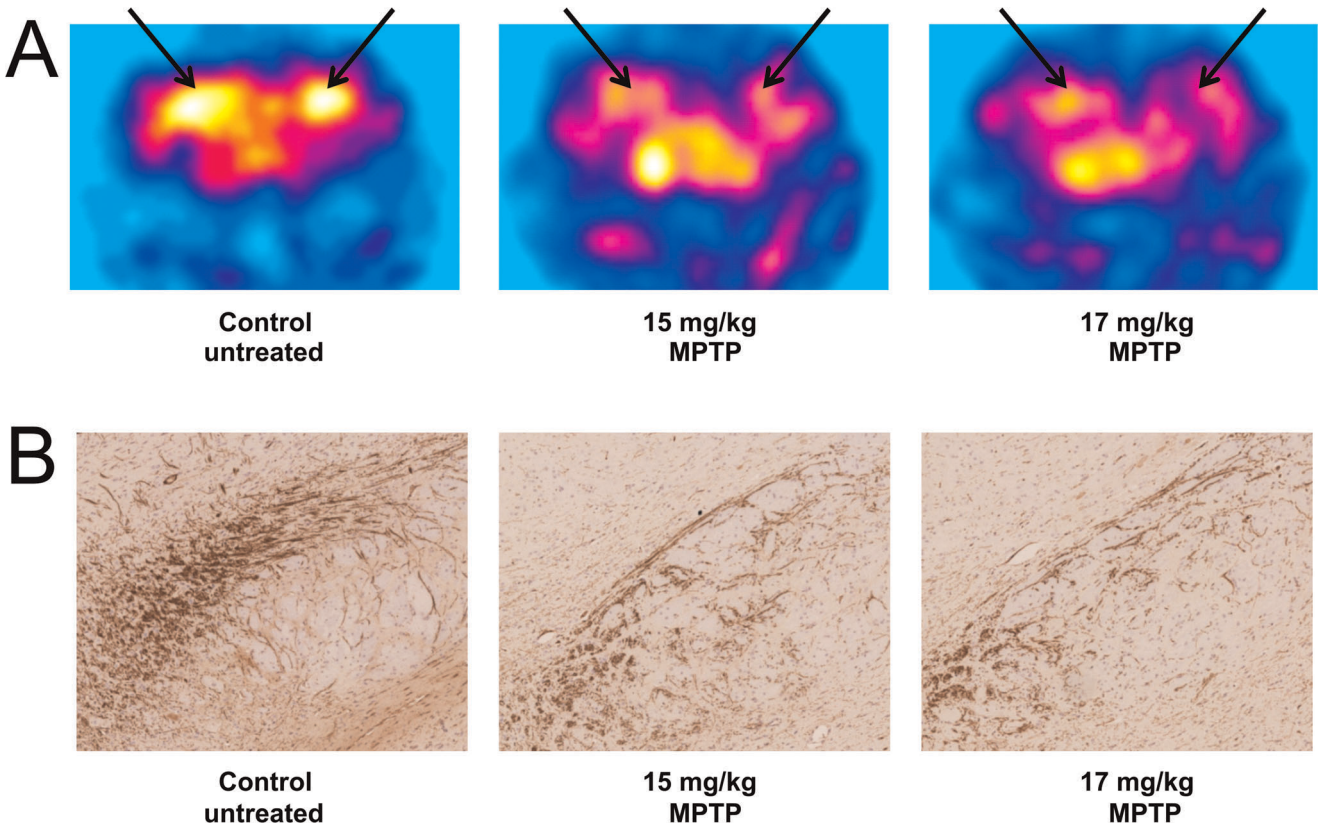 A
Control
untreated
15 mg/kg
MPTP
17 mg/kg
MPTP
B
Control
untreated
15 mg/kg
MPTP
17 mg/kg
MPTP